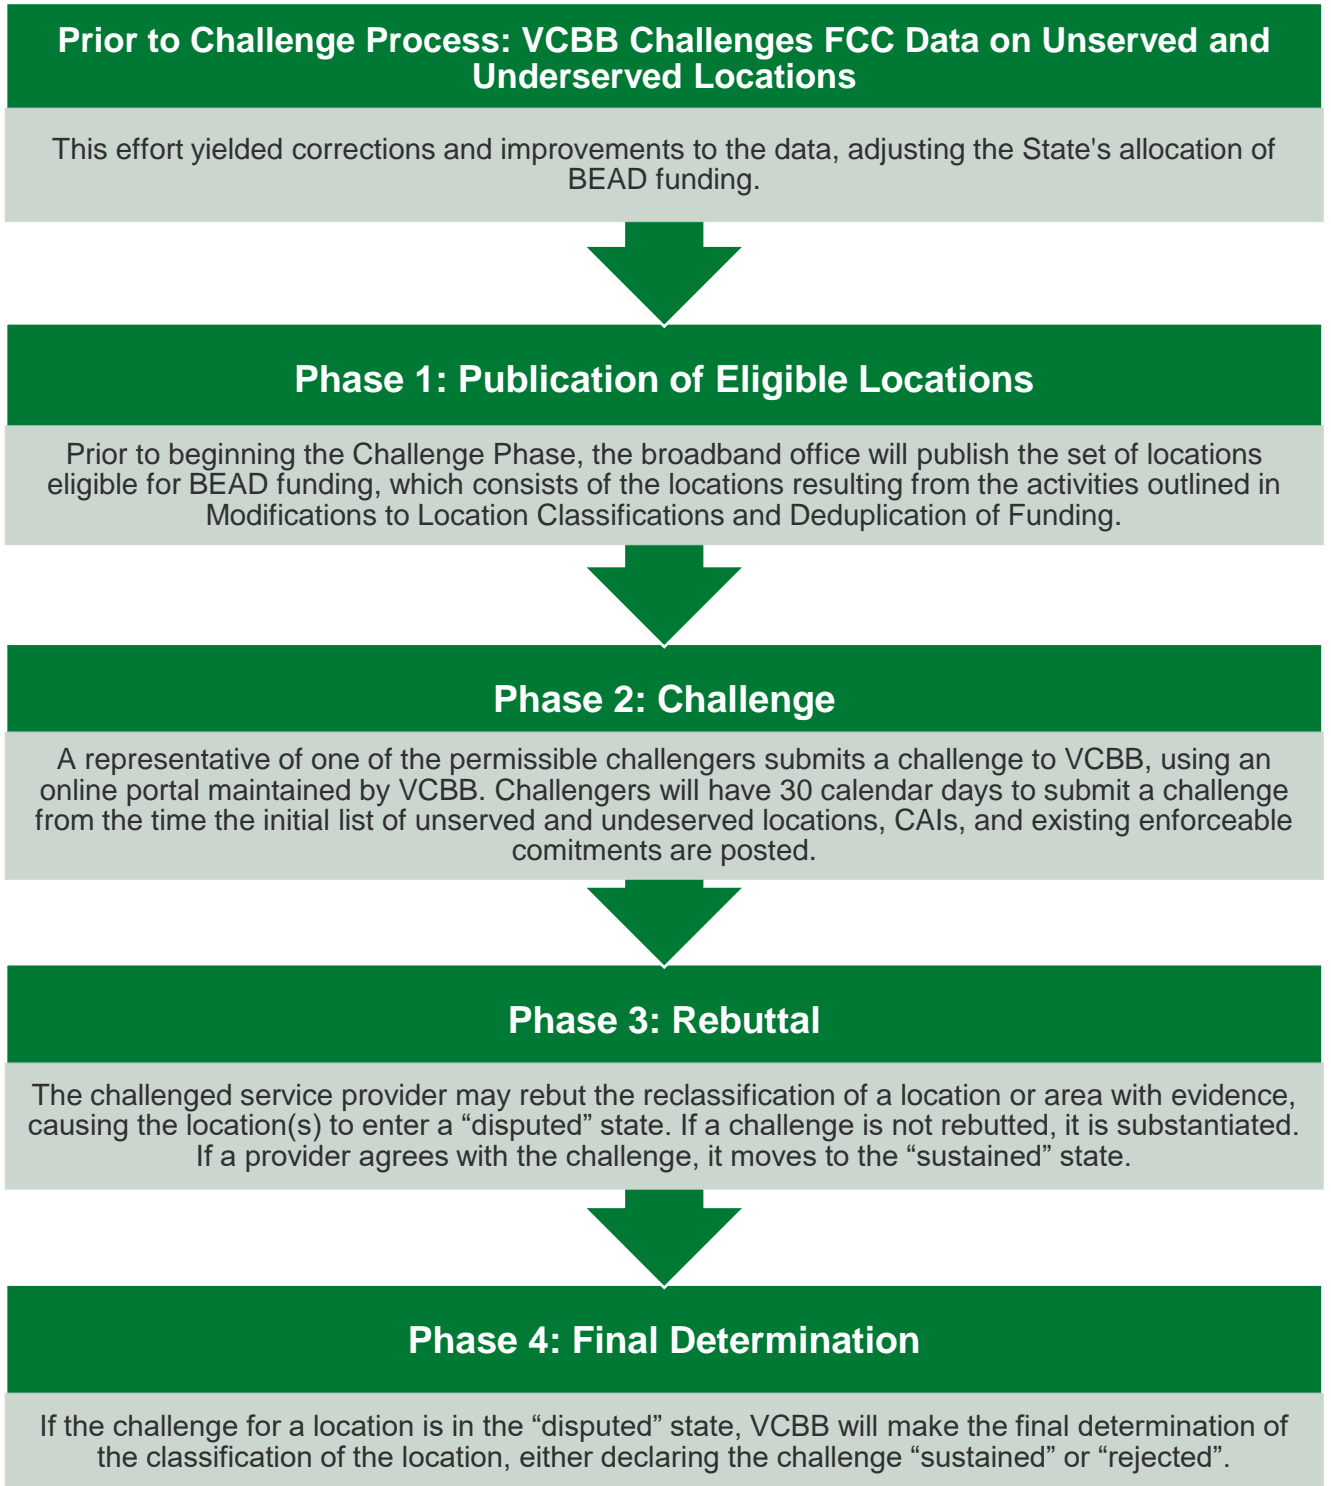 Prior to Challenge Process: VCBB Challenges FCC Data on Unserved and
Underserved Locations
This effort yielded corrections and improvements to the data, adjusting the State's allocation of
BEAD funding.
Phase 1: Publication of Eligible Locations
Prior to beginning the Challenge Phase, the broadband office will publish the set of locations
eligible for BEAD funding, which consists of the locations resulting from the activities outlined in
Modifications to Location Classifications and Deduplication of Funding.
Phase 2: Challenge
A representative of one of the permissible challengers submits a challenge to VCBB, using an
online portal maintained by VCBB. Challengers will have 30 calendar days to submit a challenge
from the time the initial list of unserved and undeserved locations, CAIs, and existing enforceable
comitments are posted.
Phase 3: Rebuttal
The challenged service provider may rebut the reclassification of a location or area with evidence,
causing the location(s) to enter a “disputed” state. If a challenge is not rebutted, it is substantiated.
If a provider agrees with the challenge, it moves to the “sustained” state.
Phase 4: Final Determination
If the challenge for a location is in the “disputed” state, VCBB will make the final determination of
the classification of the location, either declaring the challenge “sustained” or “rejected”.